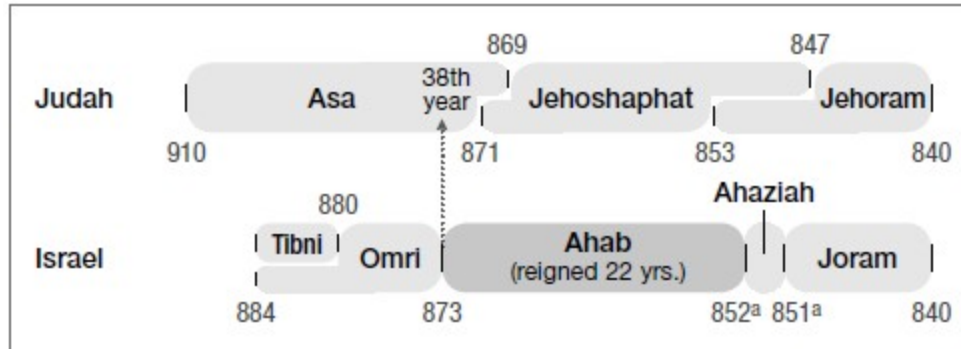 869 847
Judah Asa 38th year Jehoshaphat Jehoram
910 871 853 840
Ahaziah
880
Israel Tibni Omri Ahab (reigned 22 yrs.) Joram
884 873 852ª 851ª 840